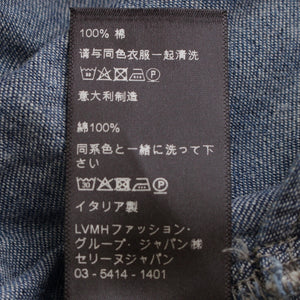 100% 棉
请与同色衣服一起清洗
意大利制造
綿100%
同系色と一緒に洗って下
さい
イタリア製
LVMHファッション・
グループ・ジャパン㈱
セリーヌジャパン
03 - 5414 - 1401